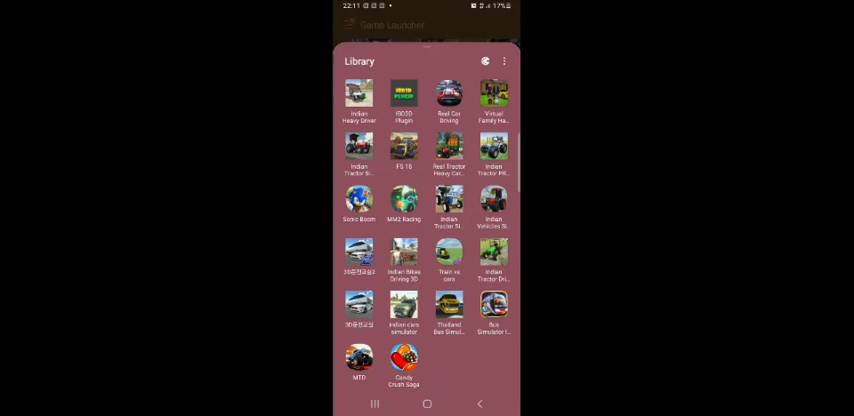 22:11
17%
Game Launcher
Library
Indian
Heavy Driver
IBD3D
Plugin
Real Car
Driving
Virtual
Family Ha...
Indian
Tractor Si...
FS 16
Real Tractor
Heavy Car...
Indian
Tractor PR...
Sonic Boom
MM2 Racing
Indian
Tractor Si...
Indian
Vehicles Si...
3D운전교실2
Indian Bikes
Driving 3D
Train vs
cars
Indian
Tractor Dri...
3D운전교실
Indian cars
simulator
Thailand
Bus Simul...
Bus
Simulator I...
MTD
Candy
Crush Saga